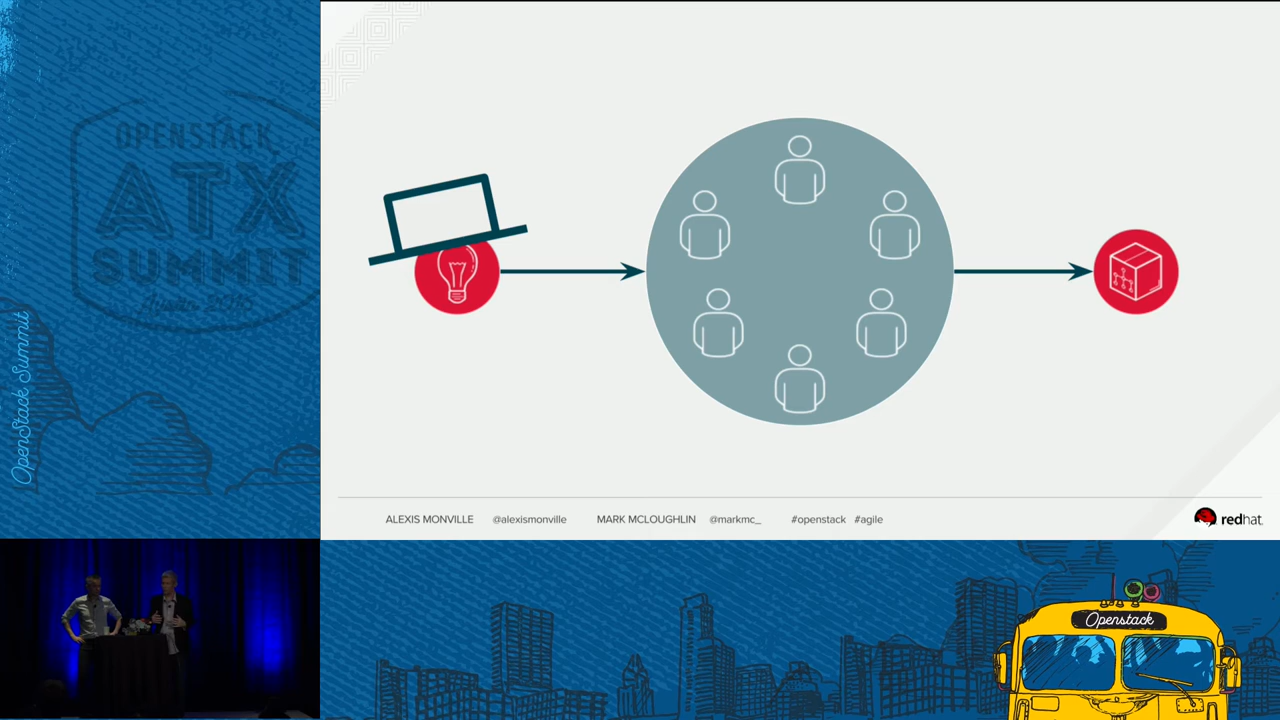 OPENSTACK
ATX
SUMMIT
OpenStack Summit
ALEXIS MONVILLE @alexismonville MARK MCLOUGHLIN @markmc_ #openstack #agile
redhat.
Openstack